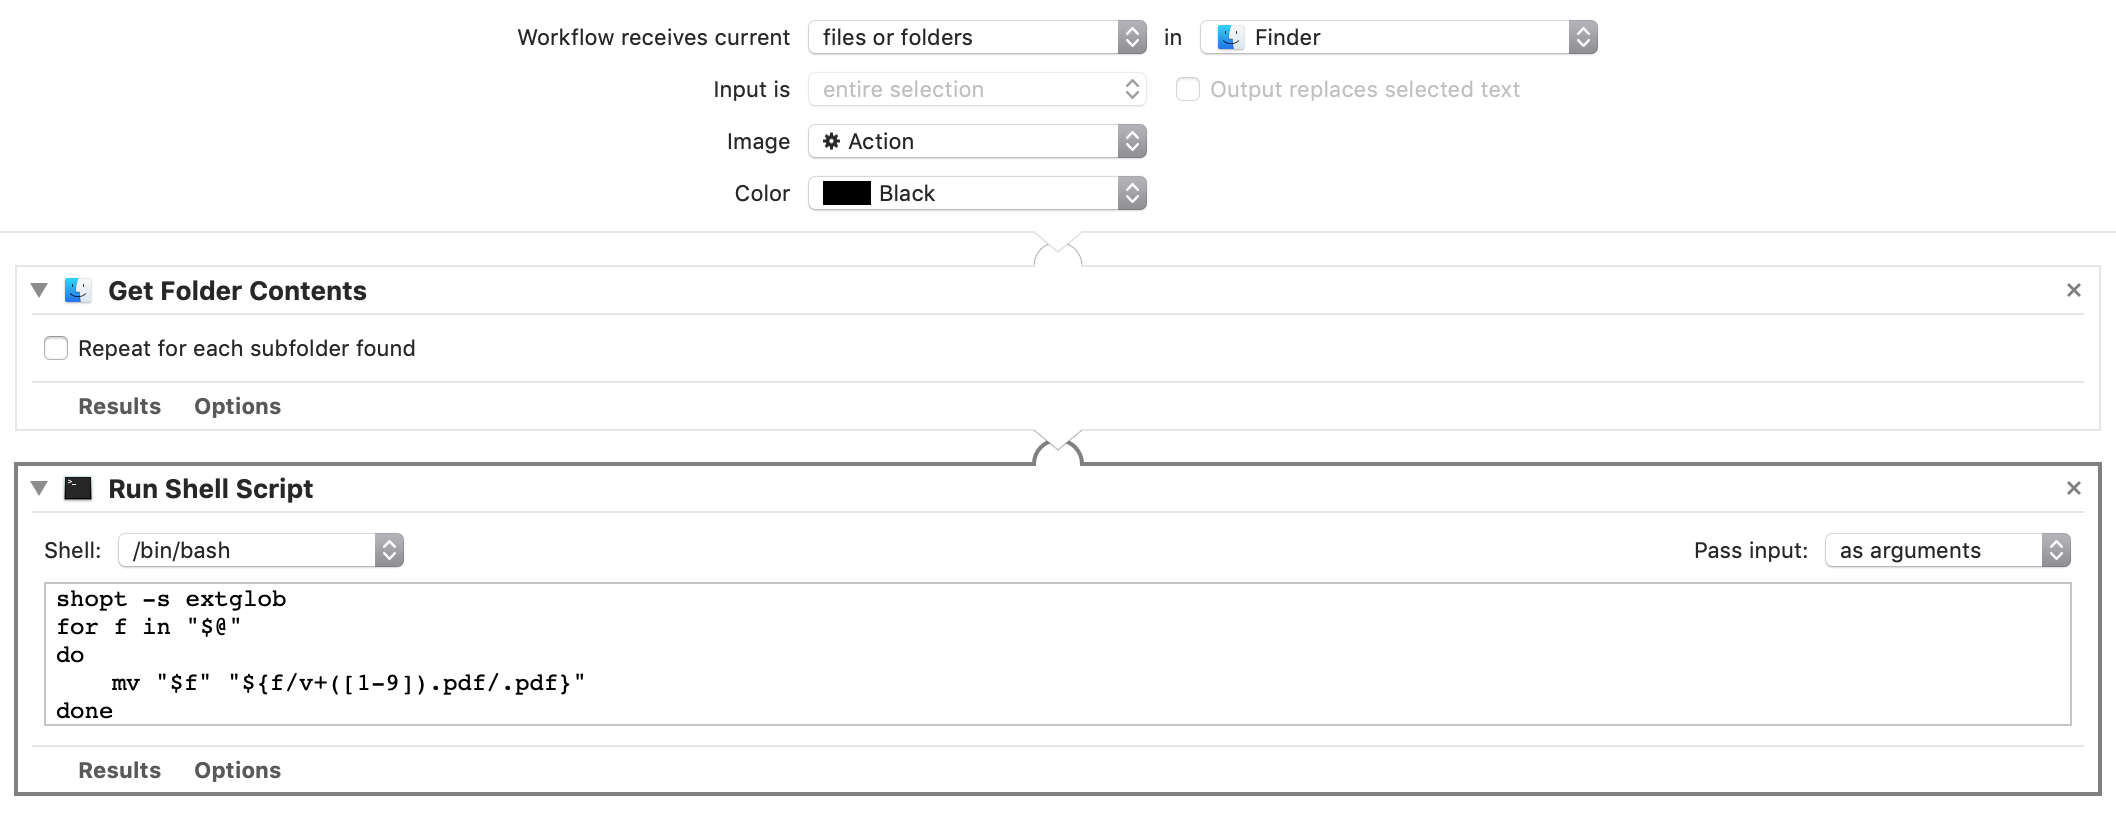 Workflow receives current files or folders in Finder
Input is entire selection Output replaces selected text
Image Action
Color Black
Get Folder Contents
Repeat for each subfolder found
Results Options
Run Shell Script
Shell: /bin/bash Pass input: as arguments
shopt -s extglob
for f in "$@"
do
    mv "$f" "${f/v+([1-9]).pdf/.pdf}"
done
Results Options